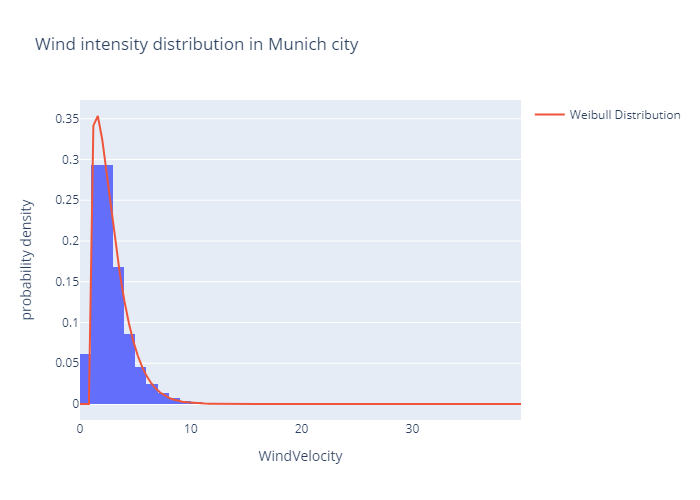 Wind intensity distribution in Munich city
Weibull Distribution
probability density
0.35
0.3
0.25
0.2
0.15
0.1
0.05
0
0 10 20 30
WindVelocity